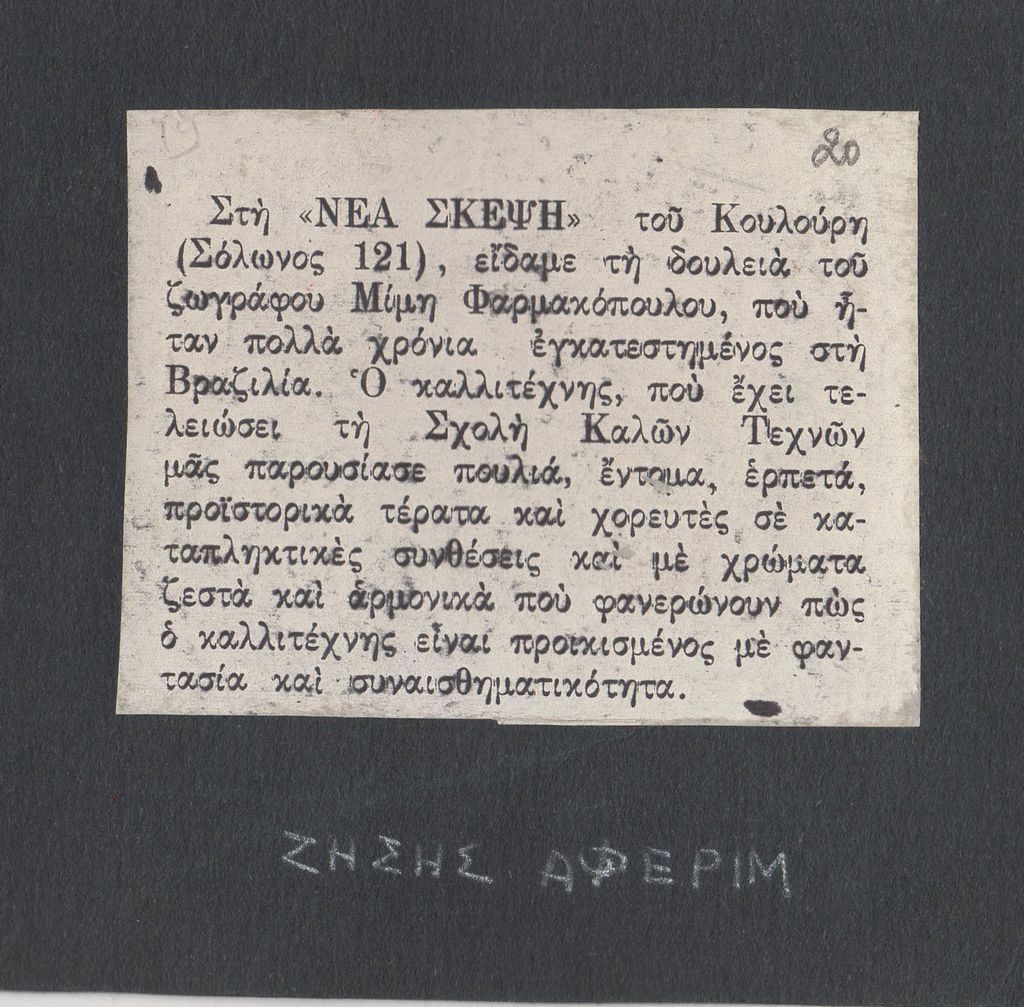 20
Στὴ «ΝΕΑ ΣΚΕΨΗ» τοῦ Κουλούρη
(Σόλωνος 121), εἴδαμε τὴ δουλειὰ τοῦ
ζωγράφου Μίμη Φαρμακόπουλου, ποὺ ἦ-
ταν πολλὰ χρόνια ἐγκατεστημένος στὴ
Βραζιλία. Ὁ καλλιτέχνης, ποὺ ἔχει τε-
λειώσει τὴ Σχολὴ Καλῶν Τεχνῶν
μᾶς παρουσίασε πουλιά, ἔντομα, ἑρπετά,
προϊστορικὰ τέρατα καὶ χορευτὲς σὲ κα-
ταπληκτικὲς συνθέσεις καὶ μὲ χρώματα
ζεστὰ καὶ ἁρμονικὰ ποὺ φανερώνουν πὼς
ὁ καλλιτέχνης εἶναι προικισμένος μὲ φαν-
τασία καὶ συναισθηματικότητα.
ΖΗΣΗΣ ΑΦΕΡΙΜ